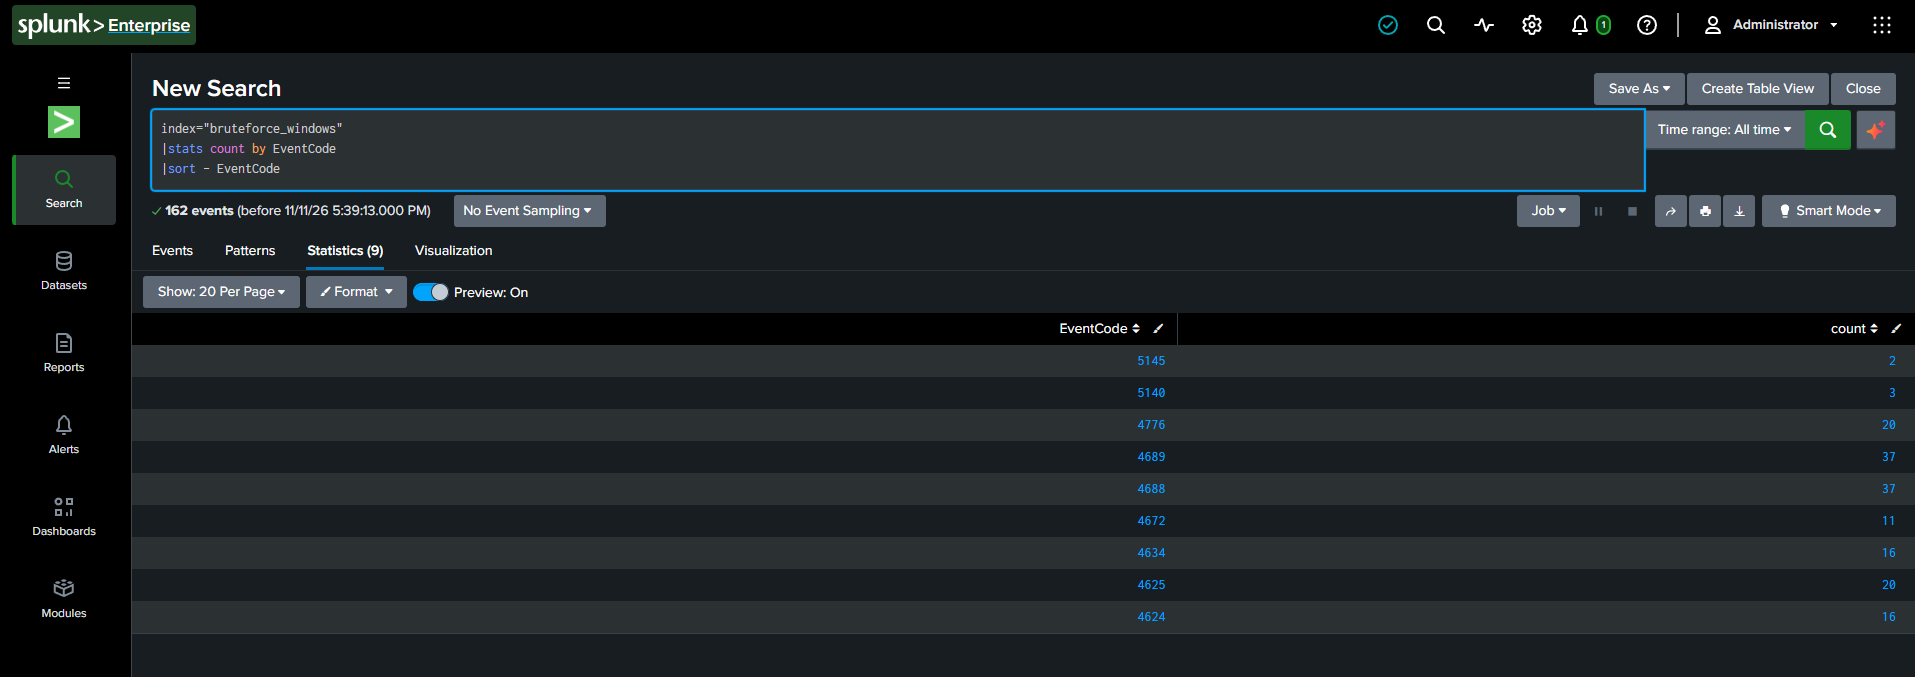 splunk>Enterprise
1
Administrator
New Search
Save As
Create Table View
Close
index="bruteforce_windows"
|stats count by EventCode
|sort - EventCode
Time range: All time
162 events (before 11/11/26 5:39:13.000 PM)
No Event Sampling
Job
Smart Mode
Search
Datasets
Reports
Alerts
Dashboards
Modules
Events
Patterns
Statistics (9)
Visualization
Show: 20 Per Page
Format
Preview: On
EventCode count
5145 2
5140 3
4776 20
4689 37
4688 37
4672 11
4634 16
4625 20
4624 16